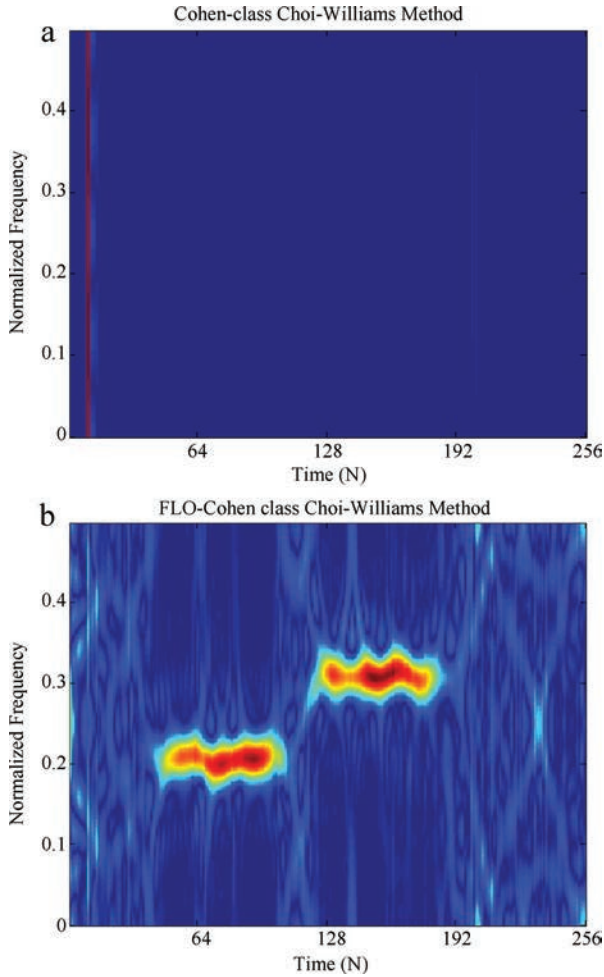 Cohen-class Choi-Williams Method
a
0.4
0.3
0.2
0.1
0
Normalized Frequency
64
128
192
256
Time (N)
FLO-Cohen class Choi-Williams Method
b
0.4
0.3
0.2
0.1
0
Normalized Frequency
64
128
192
256
Time (N)